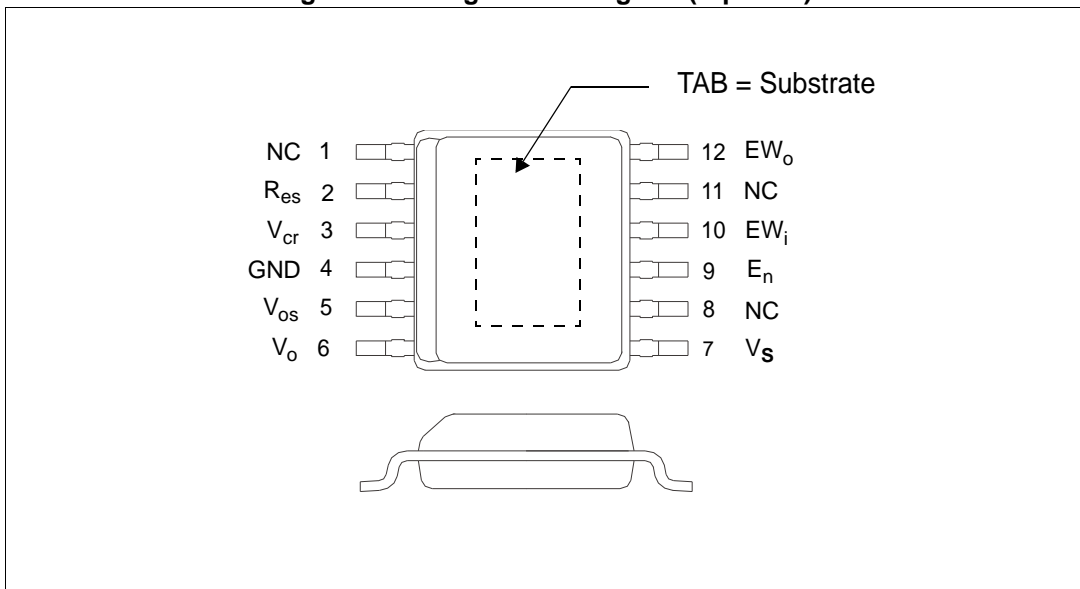 TAB = Substrate
NC 1
Res 2
Vcr 3
GND 4
Vos 5
Vo 6
12 EWo
11 NC
10 EWi
9 En
8 NC
7 VS